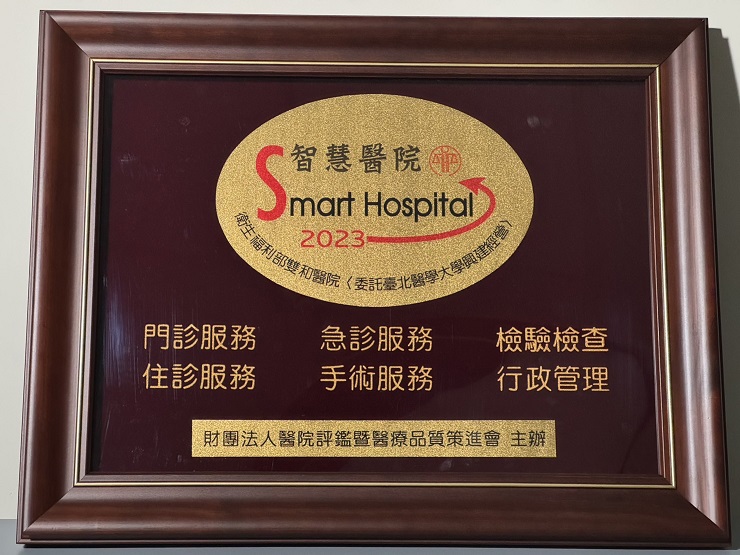 智慧醫院
Smart Hospital
2023
衛生福利部雙和醫院〈委託臺北醫學大學興建經營〉
門診服務 急診服務 檢驗檢查
住診服務 手術服務 行政管理
財團法人醫院評鑑暨醫療品質策進會 主辦